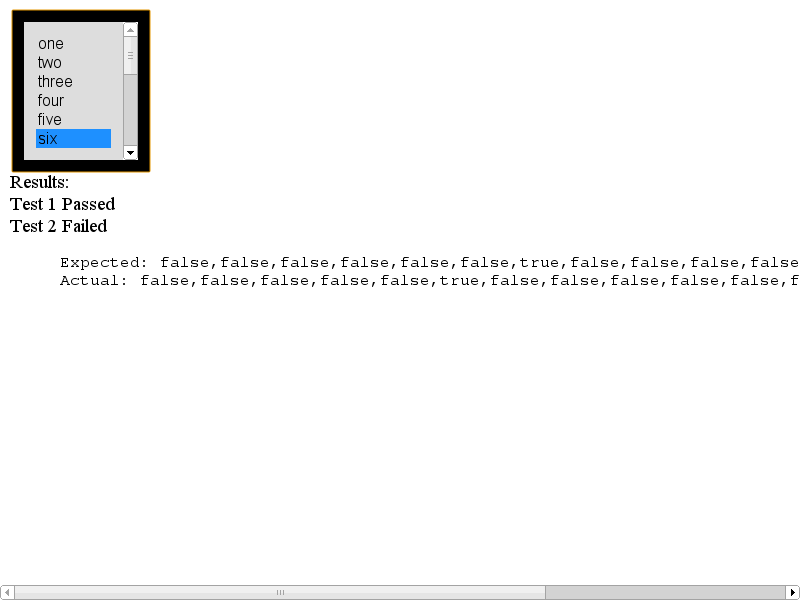 one
two
three
four
five
six
Results:
Test 1 Passed
Test 2 Failed
Expected: false,false,false,false,false,false,true,false,false,false,false
Actual: false,false,false,false,false,true,false,false,false,false,false,f